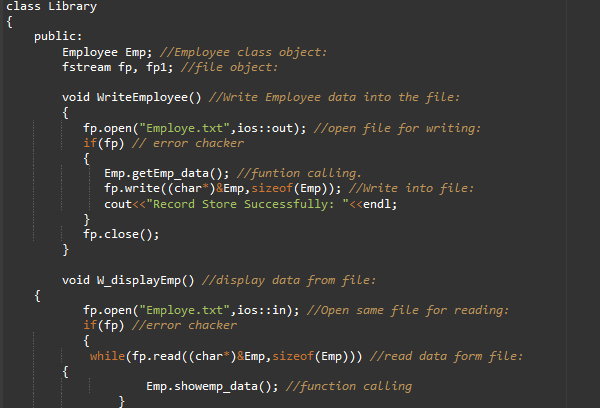 class Library
{
public:
Employee Emp; //Employee class object:
fstream fp, fp1; //file object:
void WriteEmployee() //Write Employee data into the file:
{
fp.open("Employe.txt",ios::out); //open file for writing:
if(fp) // error chacker
{
Emp.getEmp_data(); //funtion calling.
fp.write((char*)&Emp,sizeof(Emp)); //Write into file:
cout<<"Record Store Successfully: "<<endl;
}
fp.close();
}
void W_displayEmp() //display data from file:
{
fp.open("Employe.txt",ios::in); //Open same file for reading:
if(fp) //error chacker
{
while(fp.read((char*)&Emp,sizeof(Emp))) //read data form file:
{
Emp.showemp_data(); //function calling
}